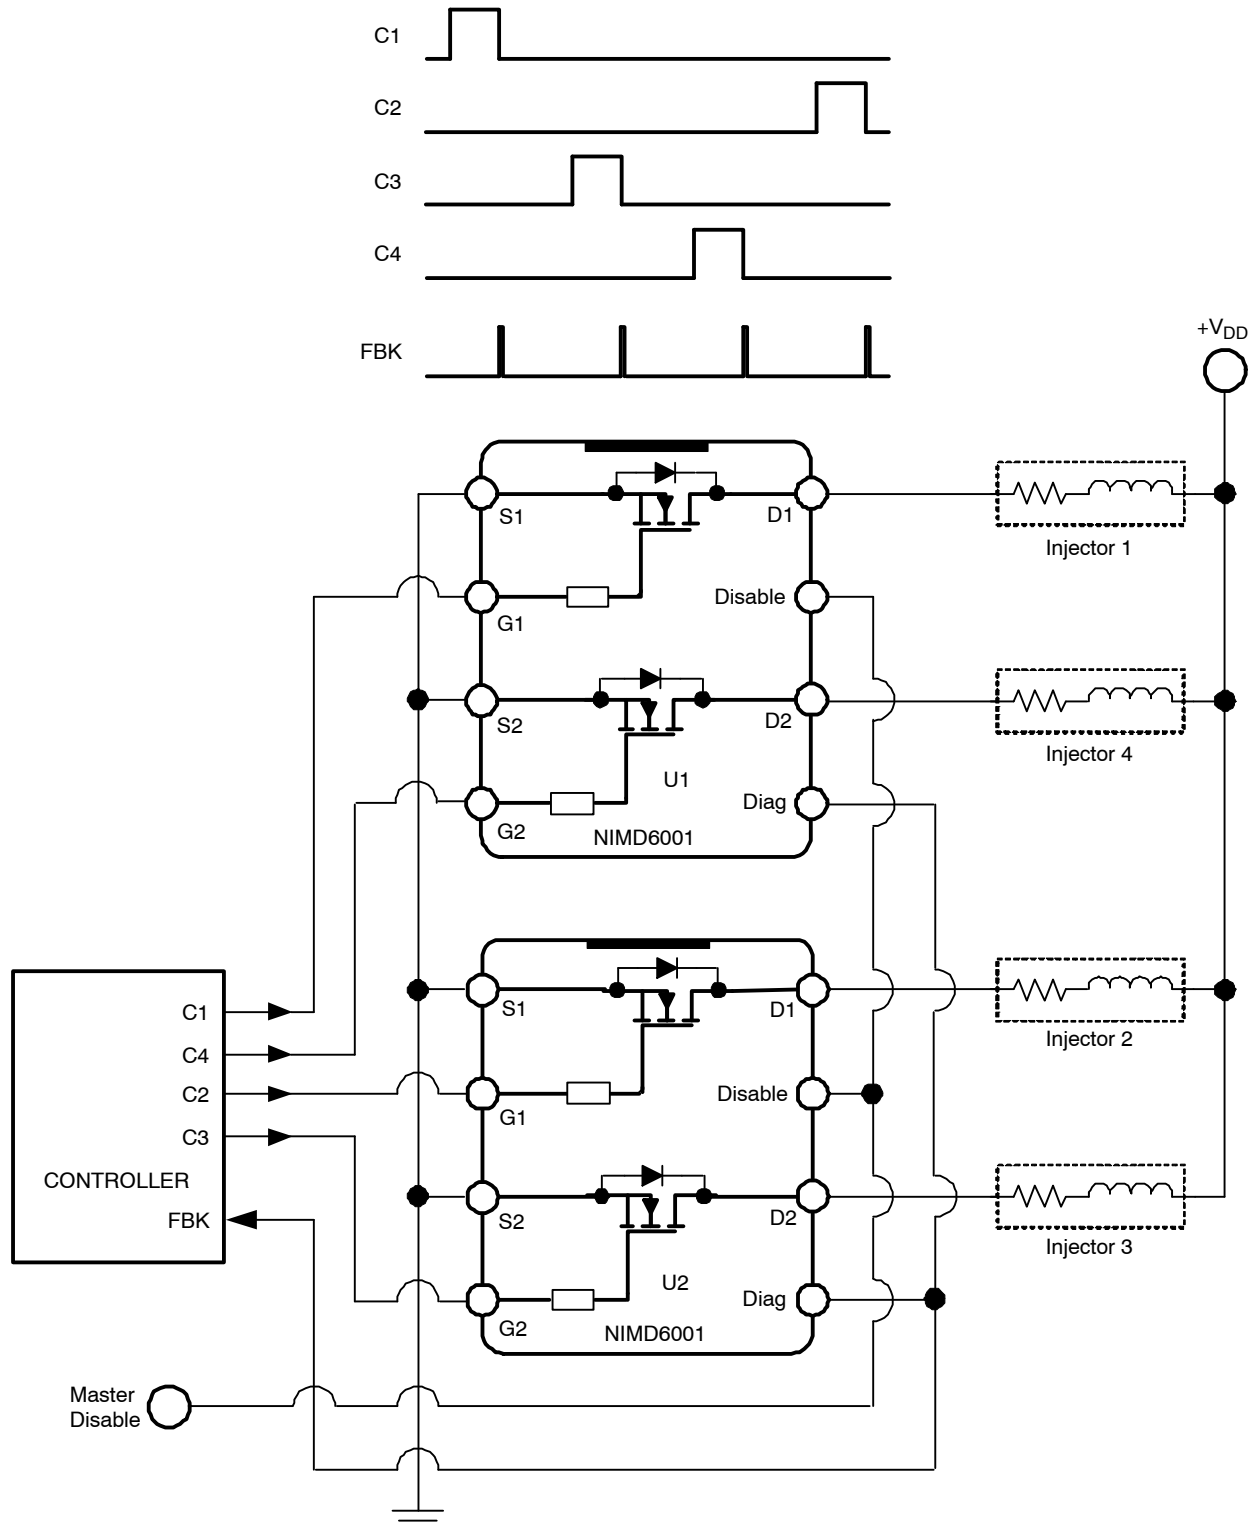 C1
C2
C3
C4
FBK
+VDD
S1
D1
Injector 1
G1
Disable
S2
D2
Injector 4
U1
G2
Diag
NIMD6001
S1
D1
Injector 2
C1
C4
C2
C3
CONTROLLER
FBK
G1
Disable
S2
D2
Injector 3
U2
G2
Diag
NIMD6001
Master
Disable